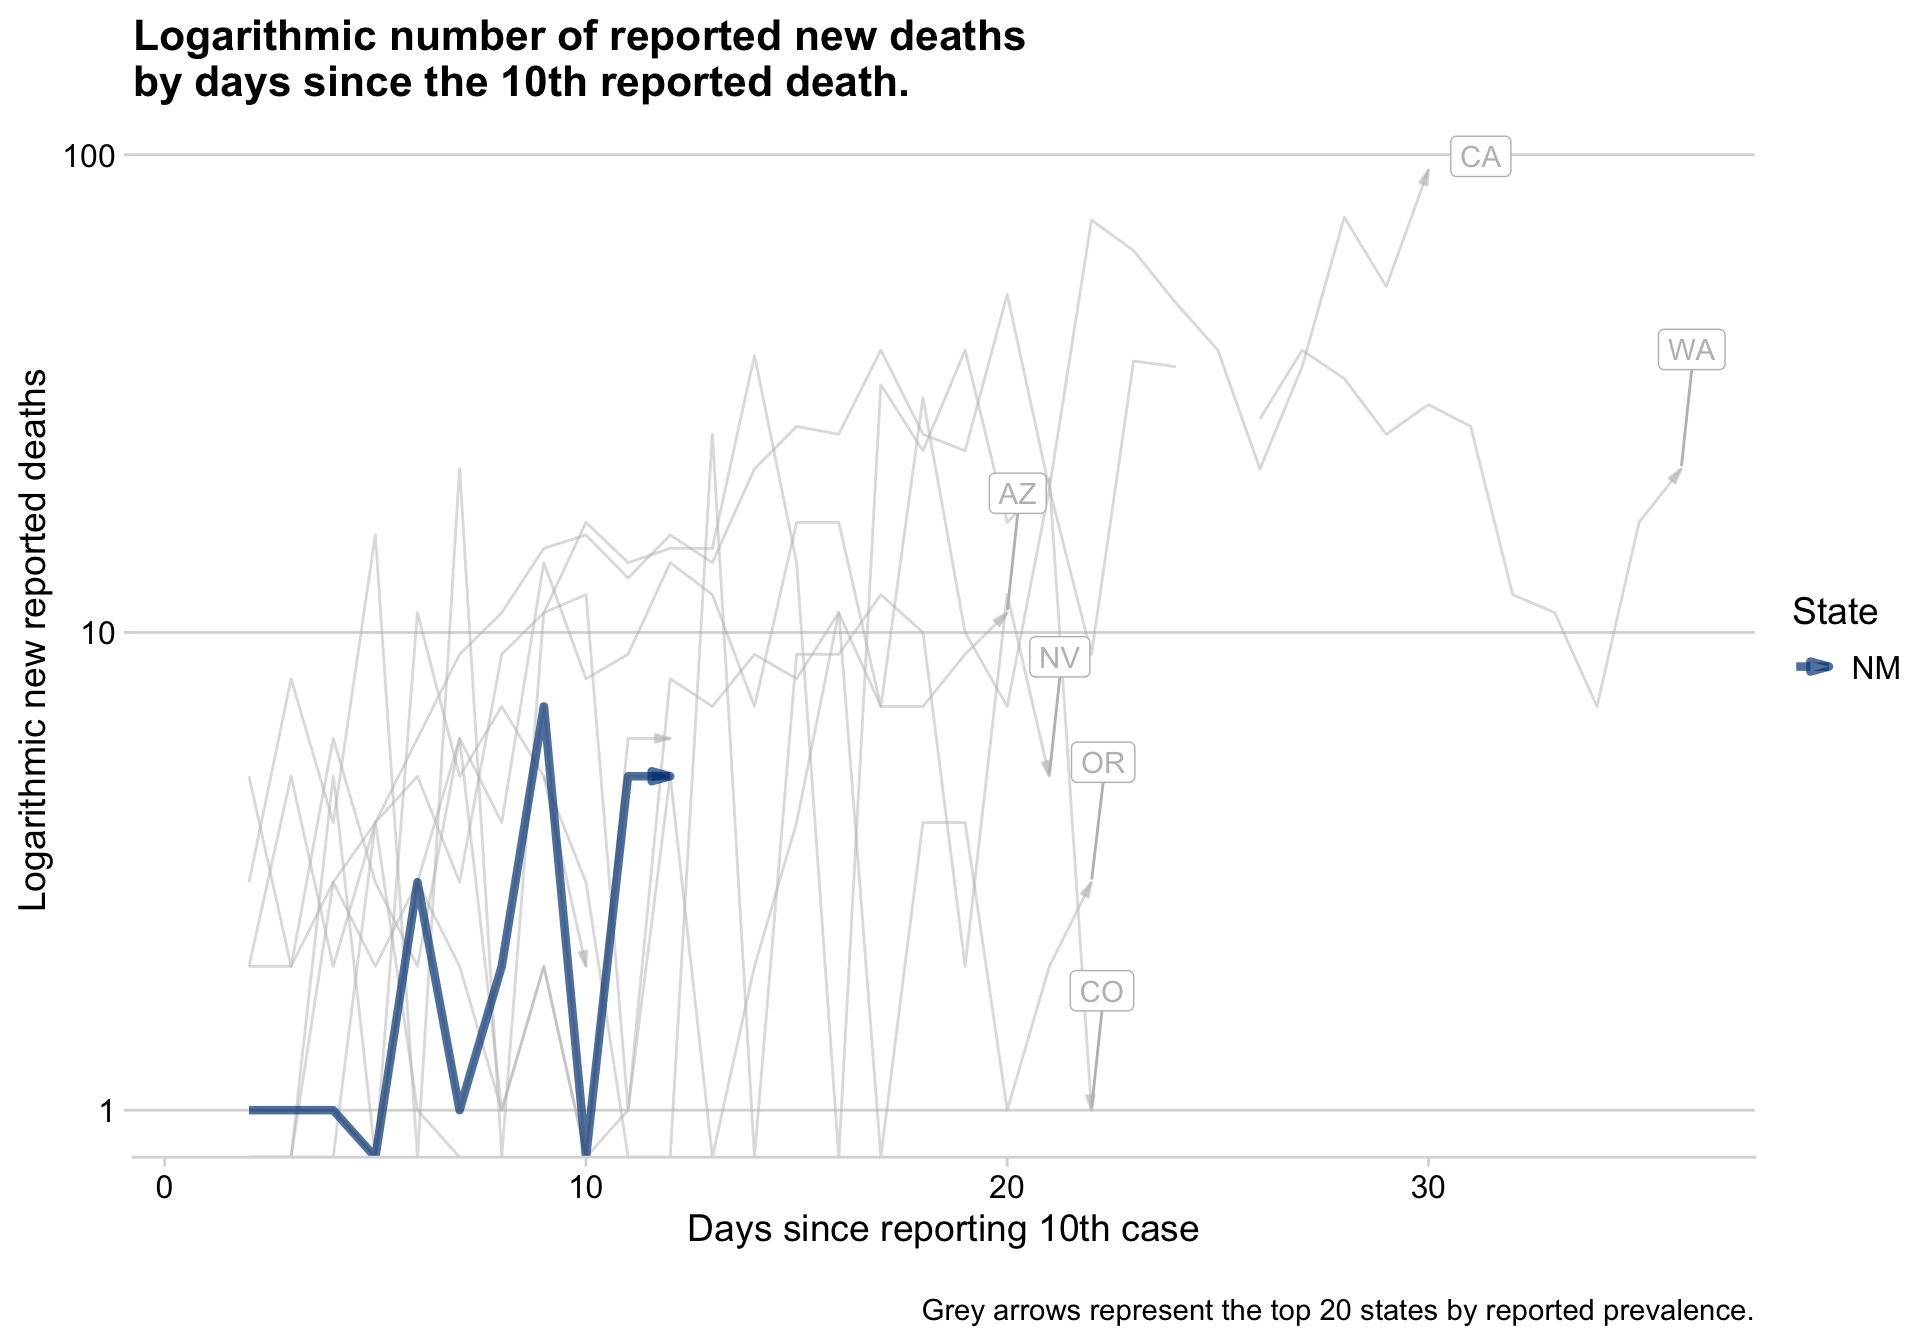 Logarithmic number of reported new deaths
by days since the 10th reported death.
100
CA
WA
AZ
10
NV
OR
CO
1
0
10
20
30
Logarithmic new reported deaths
Days since reporting 10th case
State
NM
Grey arrows represent the top 20 states by reported prevalence.